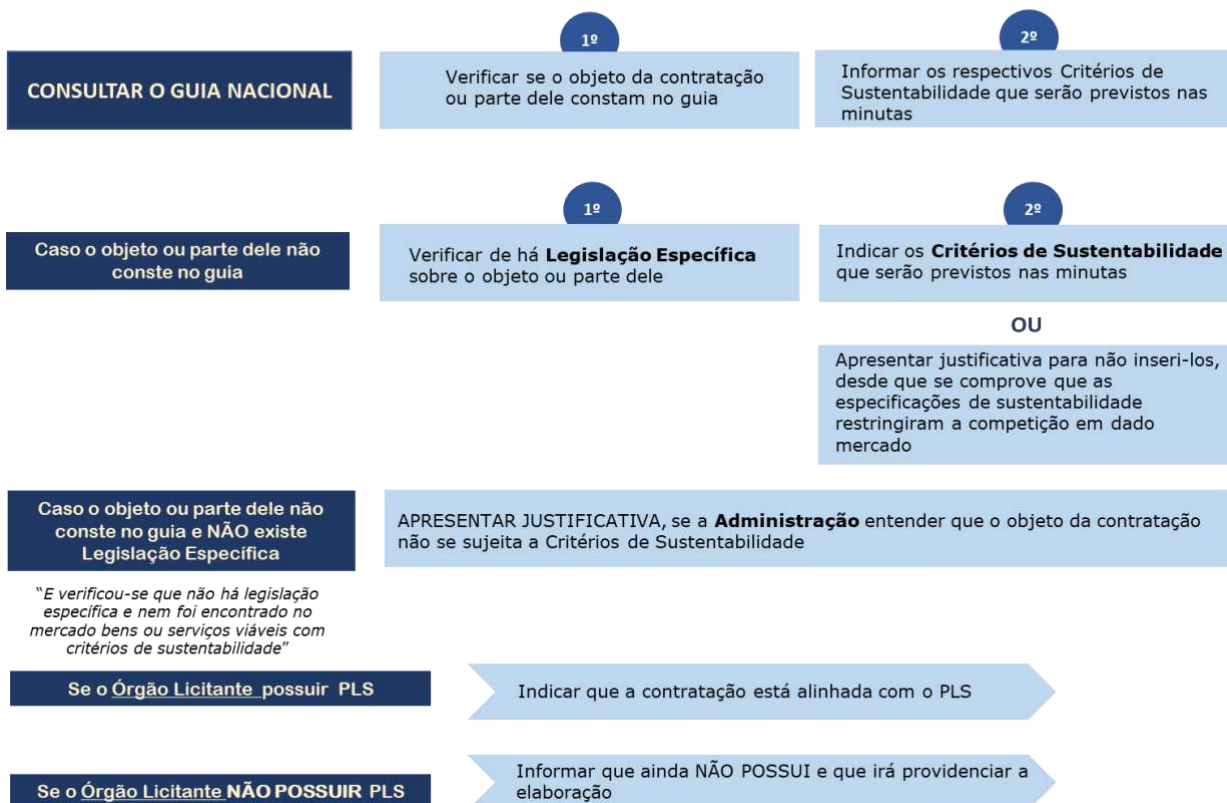 CONSULTAR O GUIA NACIONAL
1º
Verificar se o objeto da contratação
ou parte dele constam no guia
2º
Informar os respectivos Critérios de
Sustentabilidade que serão previstos nas
minutas
Caso o objeto ou parte dele não
conste no guia
1º
Verificar de há Legislação Específica
sobre o objeto ou parte dele
2º
Indicar os Critérios de Sustentabilidade
que serão previstos nas minutas
OU
Apresentar justificativa para não inseri-los,
desde que se comprove que as
especificações de sustentabilidade
restringiram a competição em dado
mercado
Caso o objeto ou parte dele não
conste no guia e NÃO existe
Legislação Específica
APRESENTAR JUSTIFICATIVA, se a Administração entender que o objeto da contratação
não se sujeita a Critérios de Sustentabilidade
"E verificou-se que não há legislação
específica e nem foi encontrado no
mercado bens ou serviços viáveis com
critérios de sustentabilidade"
Se o Órgão Licitante possuir PLS
Indicar que a contratação está alinhada com o PLS
Se o Órgão Licitante NÃO POSSUIR PLS
Informar que ainda NÃO POSSUI e que irá providenciar a
elaboração